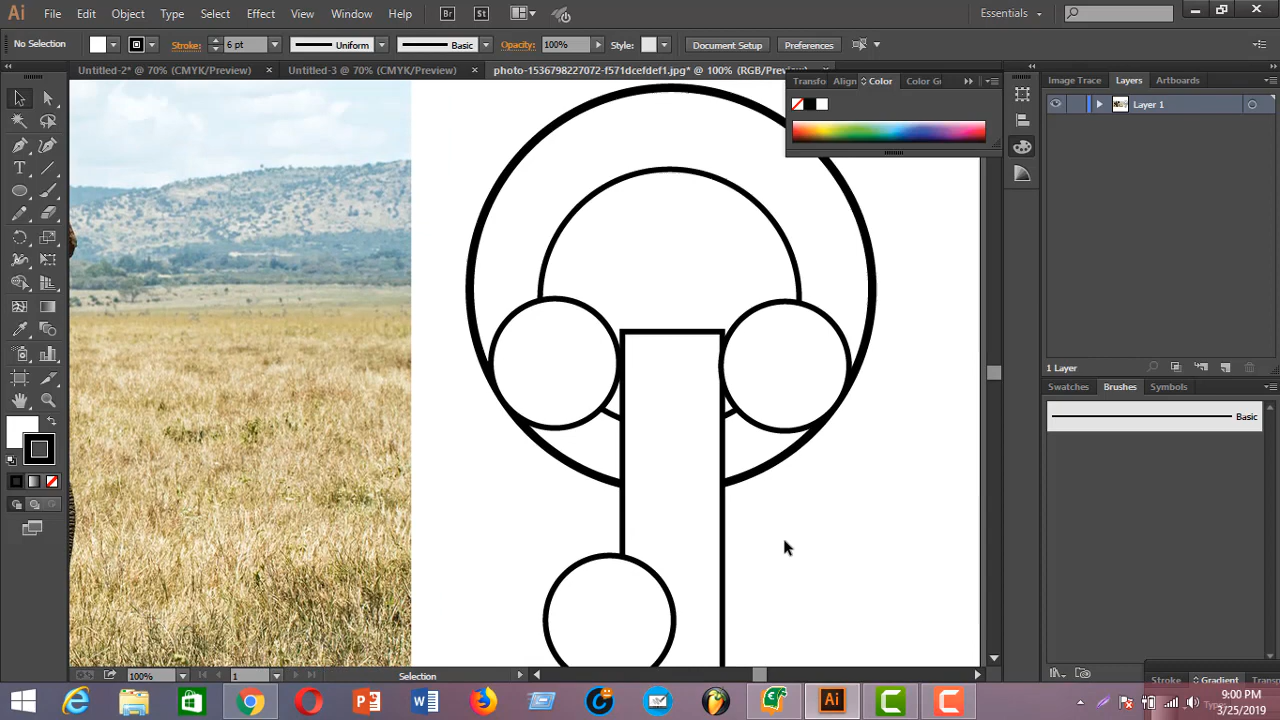 Ai File Edit Object Type Select Effect View Window Help Br St Essentials
No Selection Stroke: 6 pt Uniform Basic Opacity: 100% Style: Document Setup Preferences
Untitled-2* @ 70% (CMYK/Preview) × Untitled-3 @ 70% (CMYK/Preview) × photo-1536798227072-f571dcefdef1.jpg* @ 100% (RGB/Preview)
Transfo Align Color Color Gi
Image Trace Layers Artboards
Layer 1
1 Layer
Swatches Brushes Symbols
Basic
100% 1 Selection
Stroke Gradient Transp
9:00 PM
3/25/2019